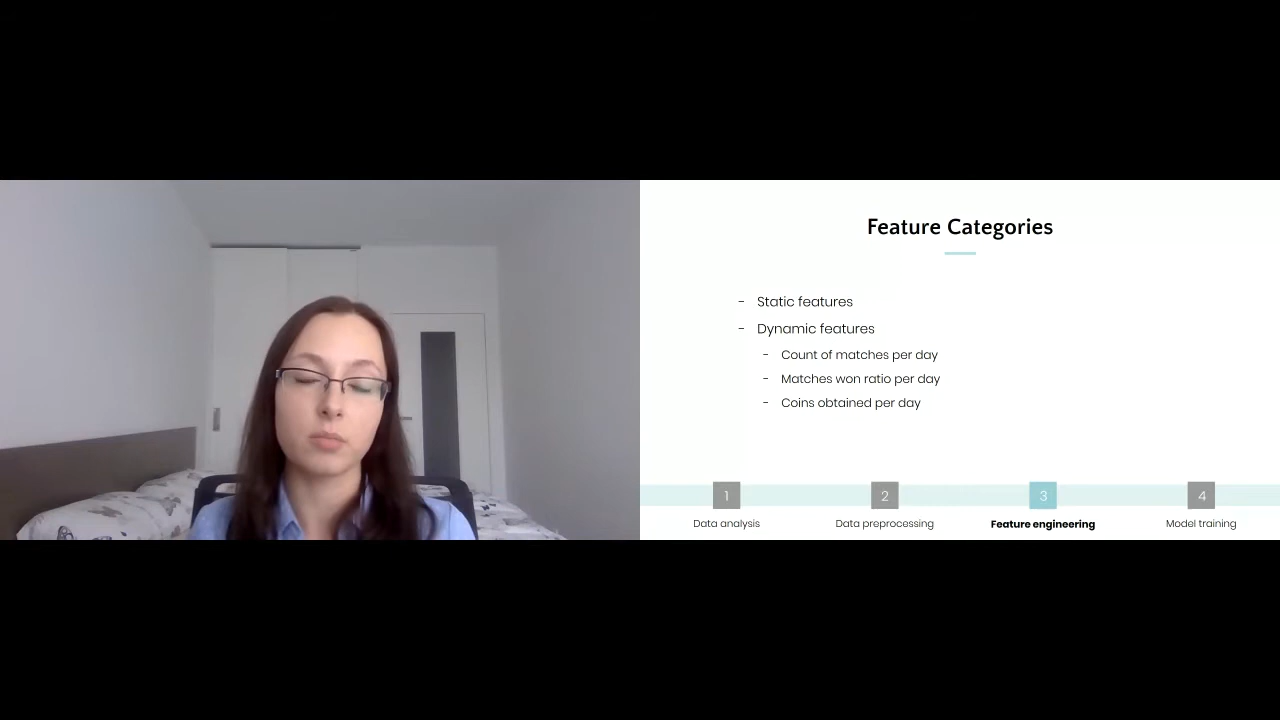 Feature Categories
- Static features
- Dynamic features
- Count of matches per day
- Matches won ratio per day
- Coins obtained per day
1 2 3 4
Data analysis Data preprocessing Feature engineering Model training